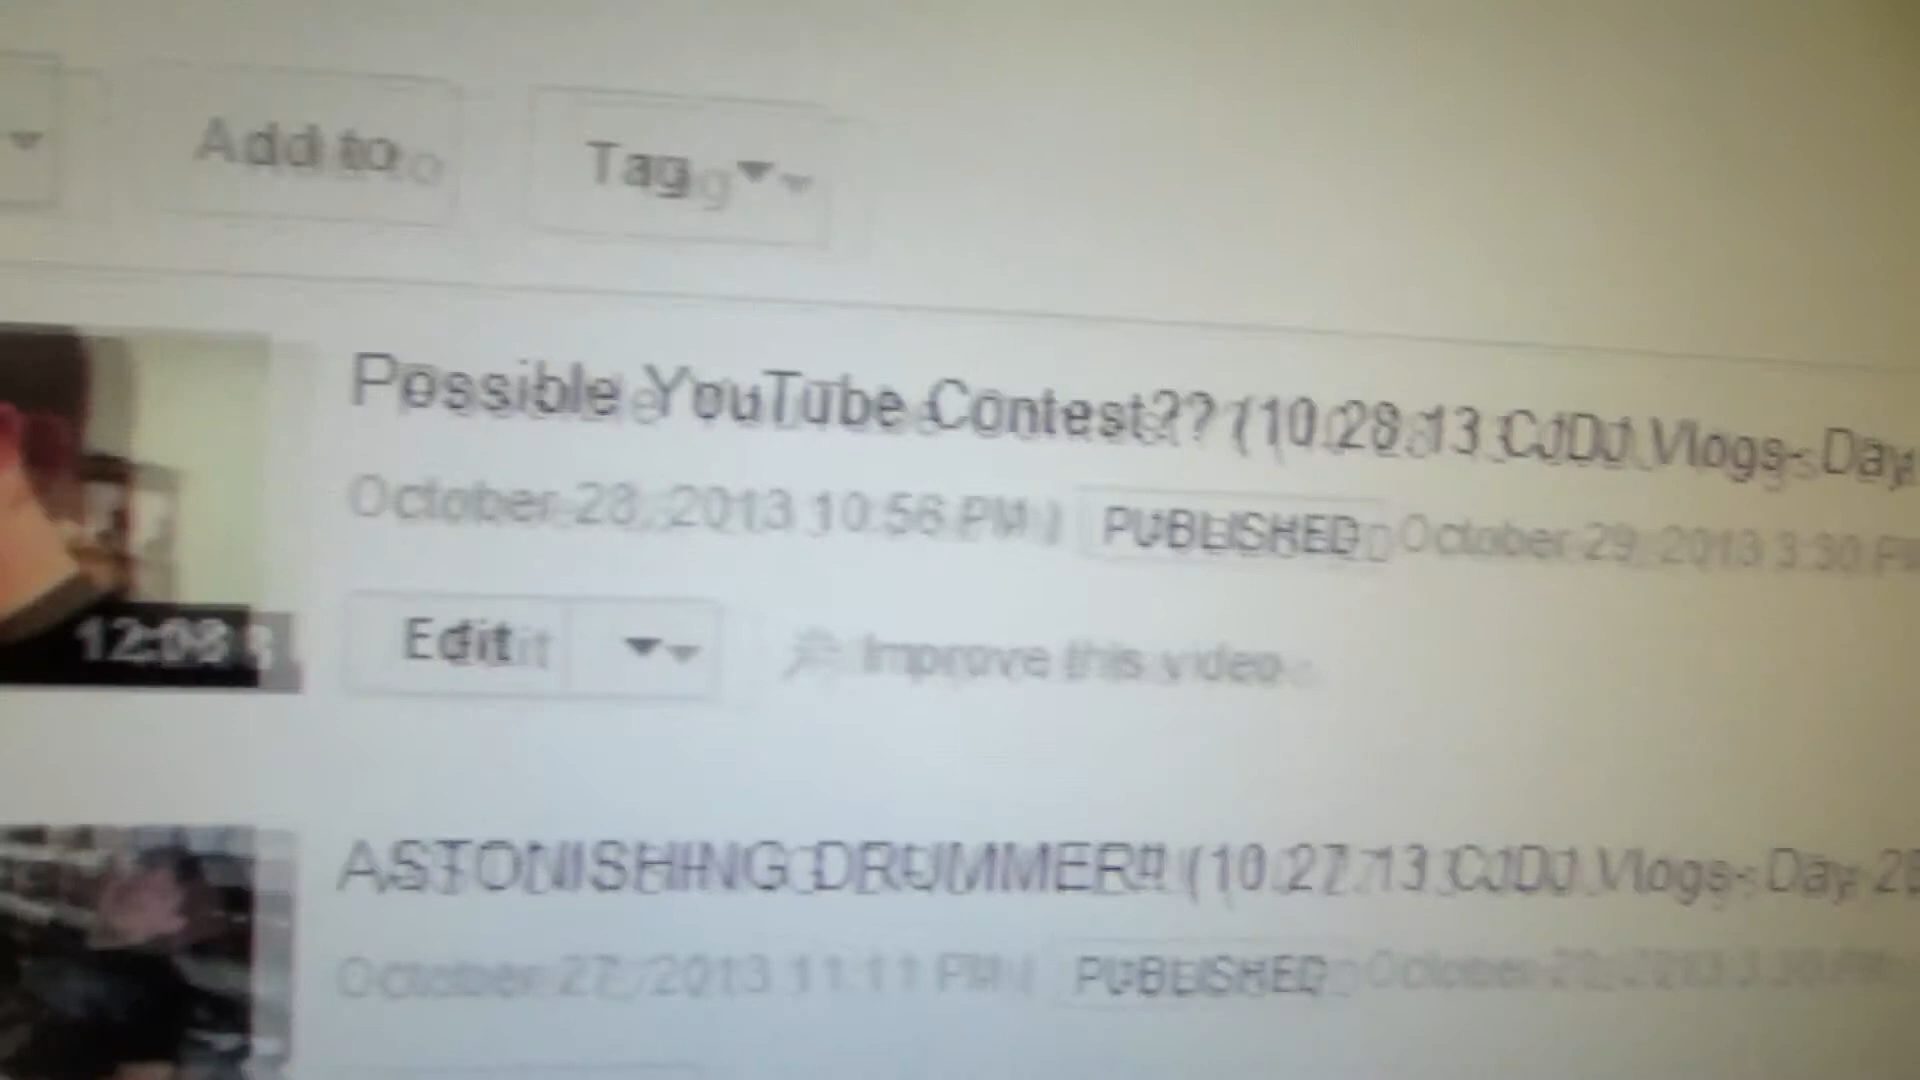 Add to
Tag
Possible YouTube Contest?? (10.28.13 CJDJ Vlogs- Day
October 28, 2013 10:56 PM
PUBLISHED
October 29, 2013 3:30 PM
Edit
Improve this video
ASTONISHING DRUMMER!! (10.27.13 CJDJ Vlogs- Day 28
October 27, 2013 11:11 PM
PUBLISHED